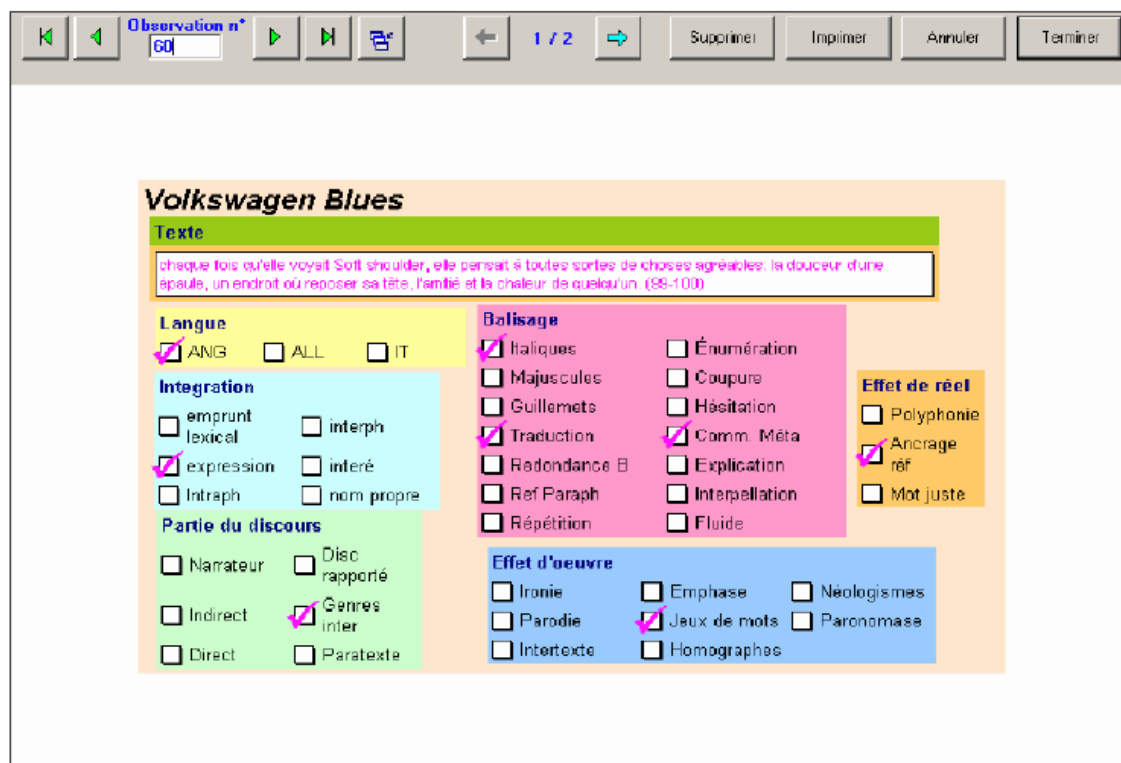 Observation n°
60
1 / 2
Supprimer
Imprimer
Annuler
Terminer
Volkswagen Blues
Texte
chaque fois qu'elle voyait Soft shoulder, elle pensait à toutes sortes de choses agréables: la douceur d'une
épaule, un endroit où reposer sa tête, l'amitié et la chaleur de quelqu'un. (99-100)
Langue
ANG
ALL
IT
Integration
emprunt
lexical
interph
expression
interé
Intraph
nom propre
Partie du discours
Narrateur
Disc
rapporté
Indirect
Genres
inter
Direct
Paratexte
Balisage
Italiques
Énumération
Majuscules
Coupure
Guillemets
Hésitation
Traduction
Comm. Méta
Redondance B
Explication
Ref Paraph
Interpellation
Répétition
Fluide
Effet de réel
Polyphonie
Ancrage
réf
Mot juste
Effet d'oeuvre
Ironie
Emphase
Néologismes
Parodie
Jeux de mots
Paronomase
Intertexte
Homographes